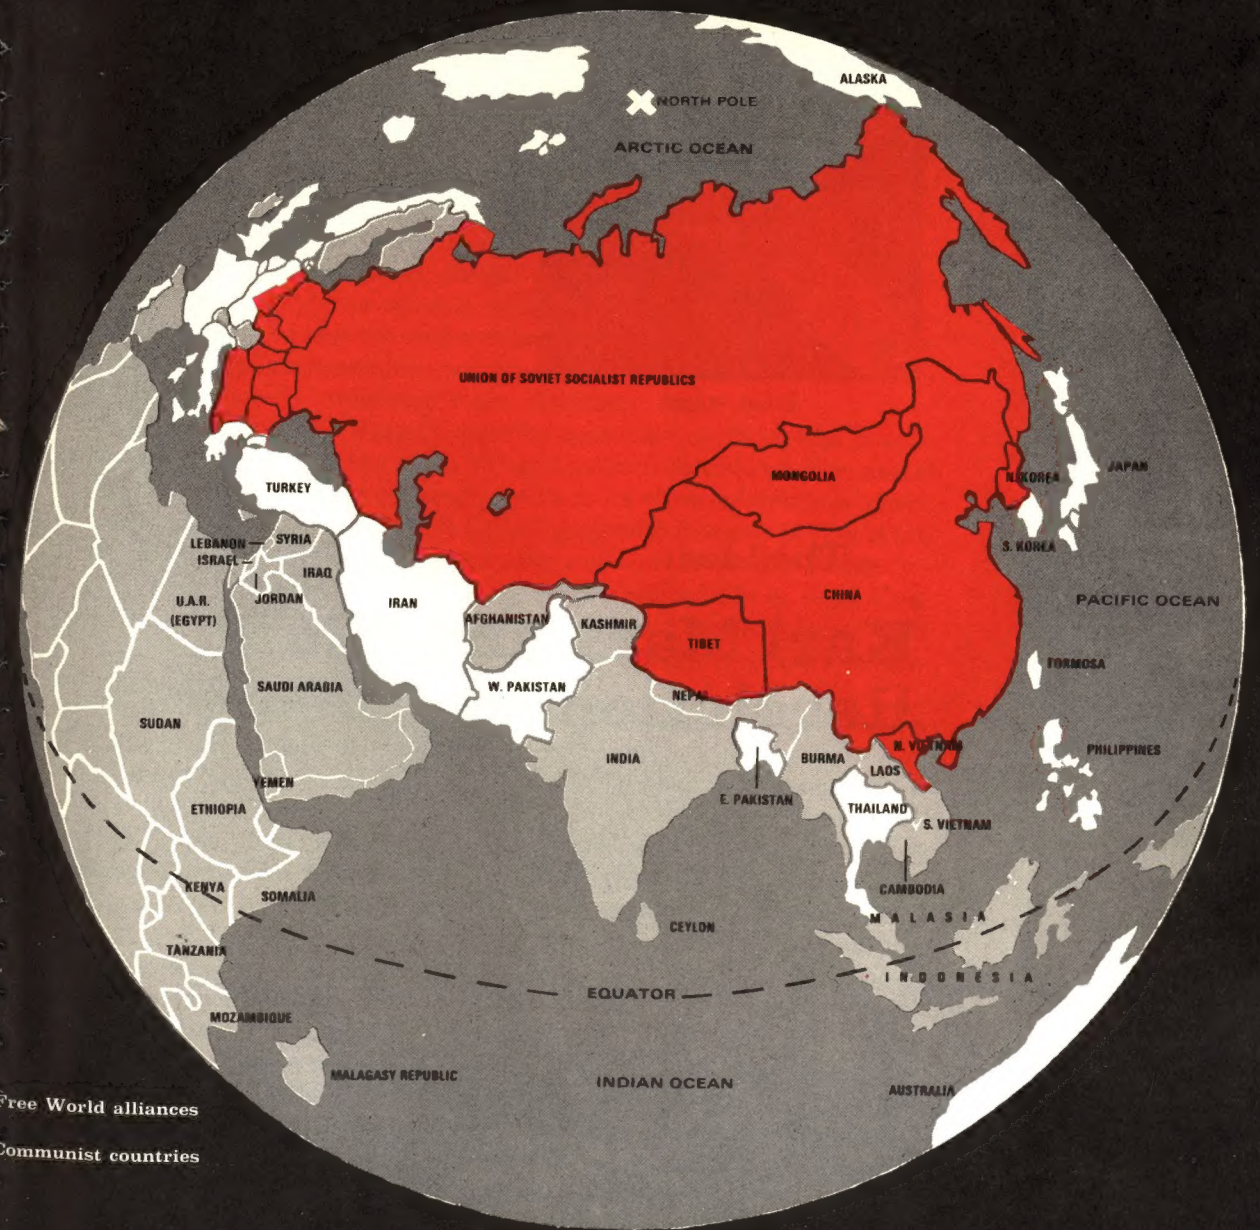 ALASKA
NORTH POLE
ARCTIC OCEAN
UNION OF SOVIET SOCIALIST REPUBLICS
MONGOLIA
JAPAN
N. KOREA
TURKEY
LEBANON
SYRIA
S. KOREA
ISRAEL
IRAQ
JORDAN
U.A.R.
(EGYPT)
IRAN
CHINA
PACIFIC OCEAN
AFGHANISTAN
KASHMIR
TIBET
FORMOSA
SAUDI ARABIA
W. PAKISTAN
NEPAL
SUDAN
N. VIETNAM
PHILIPPINES
INDIA
BURMA
LAOS
YEMEN
E. PAKISTAN
ETHIOPIA
THAILAND
S. VIETNAM
KENYA
SOMALIA
CAMBODIA
MALASIA
CEYLON
TANZANIA
INDONESIA
EQUATOR
MOZAMBIQUE
MALAGASY REPUBLIC
INDIAN OCEAN
AUSTRALIA
Free World alliances
Communist countries